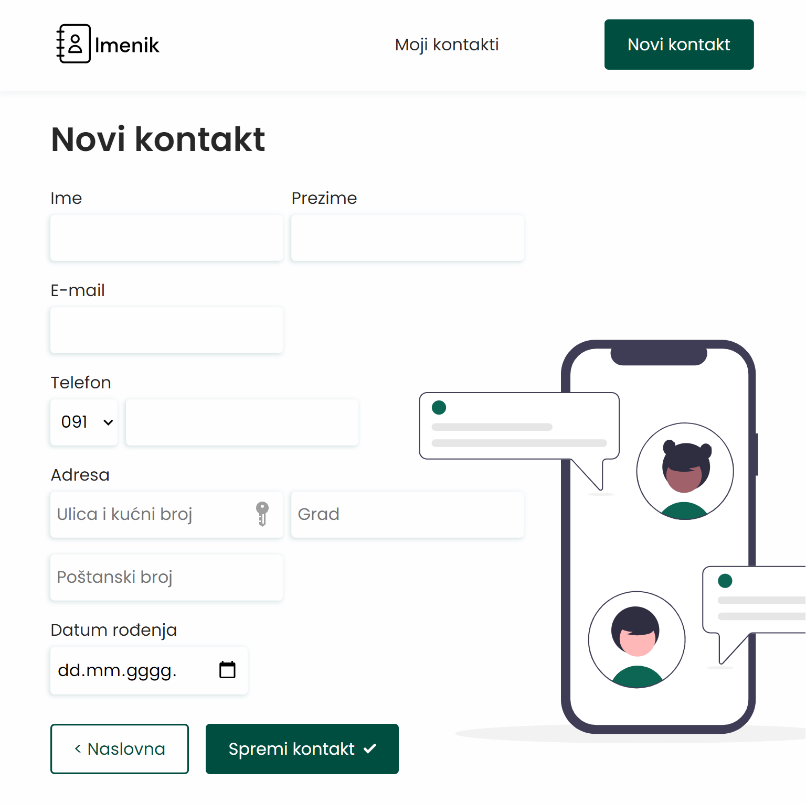 Imenik
Moji kontakti
Novi kontakt
Novi kontakt
Ime
Prezime
E-mail
Telefon
091
Adresa
Ulica i kućni broj
Grad
Poštanski broj
Datum rođenja
dd.mm.gggg.
< Naslovna
Spremi kontakt